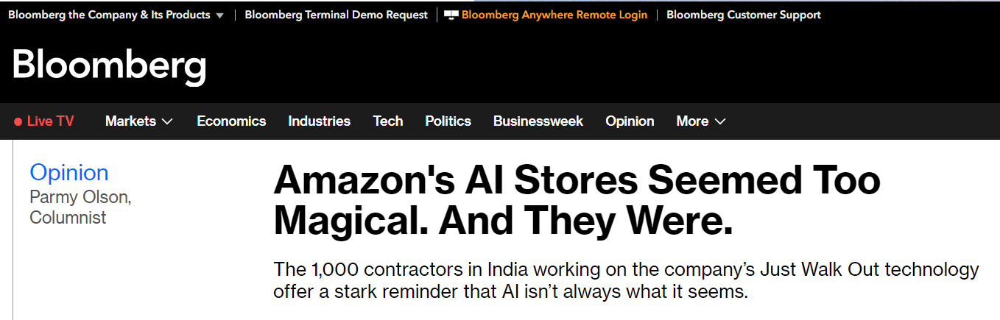 Bloomberg the Company & Its Products
Bloomberg Terminal Demo Request
Bloomberg Anywhere Remote Login
Bloomberg Customer Support
Bloomberg
Live TV
Markets
Economics
Industries
Tech
Politics
Businessweek
Opinion
More
Opinion
Parmy Olson,
Columnist
Amazon's AI Stores Seemed Too
Magical. And They Were.
The 1,000 contractors in India working on the company’s Just Walk Out technology
offer a stark reminder that AI isn’t always what it seems.